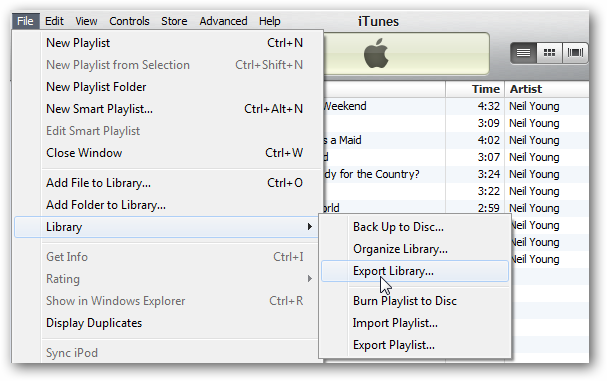 File Edit View Controls Store Advanced Help iTunes
New Playlist Ctrl+N
New Playlist from Selection Ctrl+Shift+N
New Playlist Folder
New Smart Playlist... Ctrl+Alt+N
Edit Smart Playlist
Close Window Ctrl+W
Add File to Library... Ctrl+O
Add Folder to Library...
Library
Get Info Ctrl+I
Rating
Show in Windows Explorer Ctrl+R
Display Duplicates
Sync iPod
Back Up to Disc...
Organize Library...
Export Library...
Burn Playlist to Disc
Import Playlist...
Export Playlist...
Time Artist
Weekend 4:32 Neil Young
3:09 Neil Young
s a Maid 4:02 Neil Young
d 3:07 Neil Young
dy for the Country? 3:24 Neil Young
3:22 Neil Young
orld 2:59 Neil Young
Neil Young
Neil Young
Neil Young